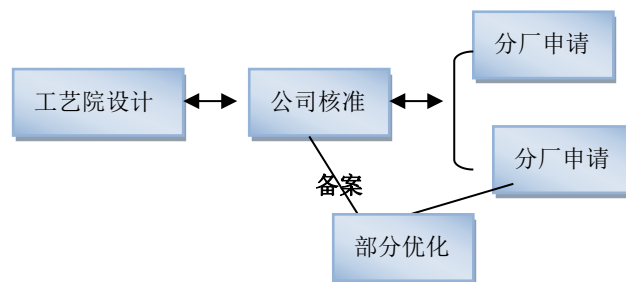 分厂申请
工艺院设计
公司核准
分厂申请
备案
部分优化